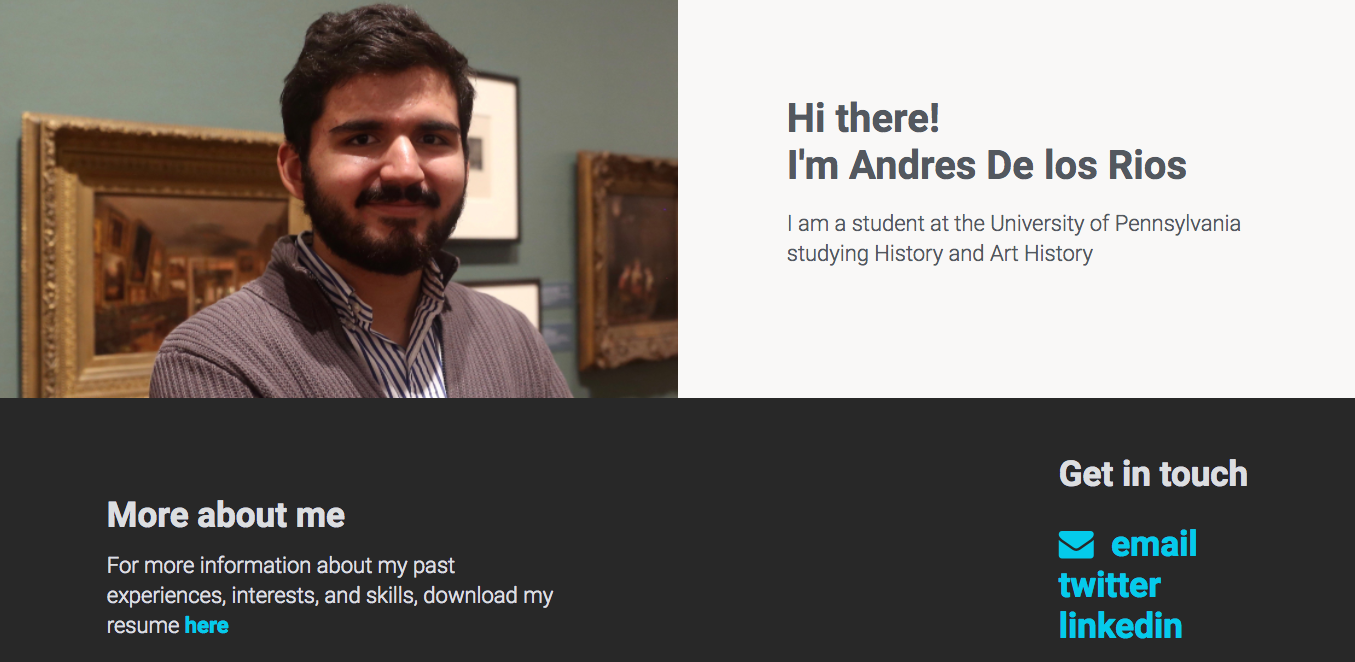 Hi there!
I'm Andres De los Rios
I am a student at the University of Pennsylvania
studying History and Art History
More about me
For more information about my past
experiences, interests, and skills, download my
resume here
Get in touch
email
twitter
linkedin